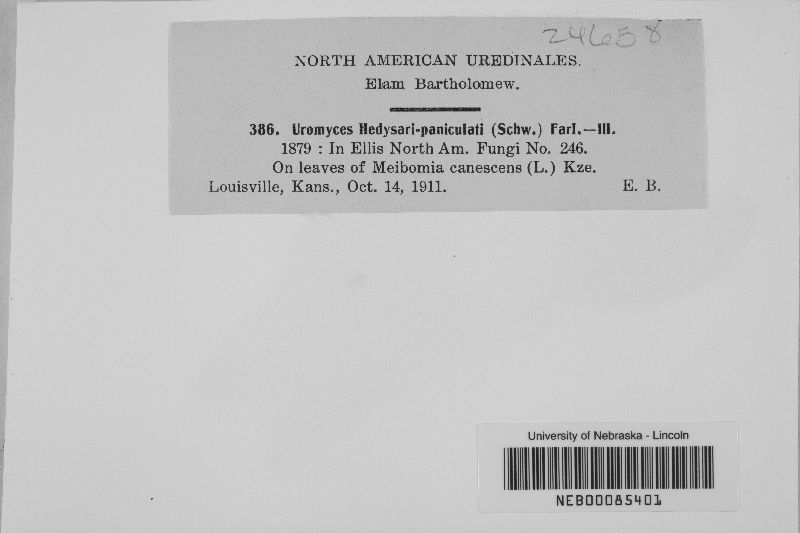 24658
NORTH AMERICAN UREDINALES.
Elam Bartholomew.
386. Uromyces Hedysari-paniculati (Schw.) Farl.—III.
1879 : In Ellis North Am. Fungi No. 246.
On leaves of Meibomia canescens (L.) Kze.
Louisville, Kans., Oct. 14, 1911. E. B.
University of Nebraska - Lincoln
NEB00085401